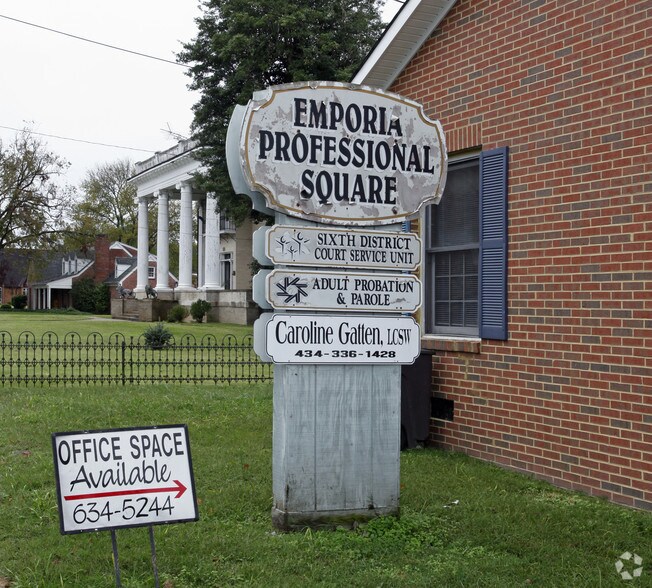 EMPORIA
PROFESSIONAL
SQUARE
SIXTH DISTRICT
COURT SERVICE UNIT
ADULT PROBATION
& PAROLE
Caroline Gatten, LCSW
434-336-1428
OFFICE SPACE
Available
634-5244